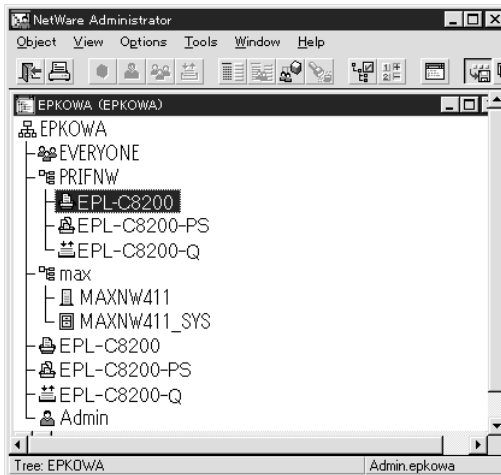 NetWare Administrator
Object View Options Tools Window Help
EPKOWA (EPKOWA)
EPKOWA
EVERYONE
PRIFNW
EPL-C8200
EPL-C8200-PS
EPL-C8200-Q
max
MAXNW411
MAXNW411_SYS
EPL-C8200
EPL-C8200-PS
EPL-C8200-Q
Admin
Tree: EPKOWA Admin.epkowa